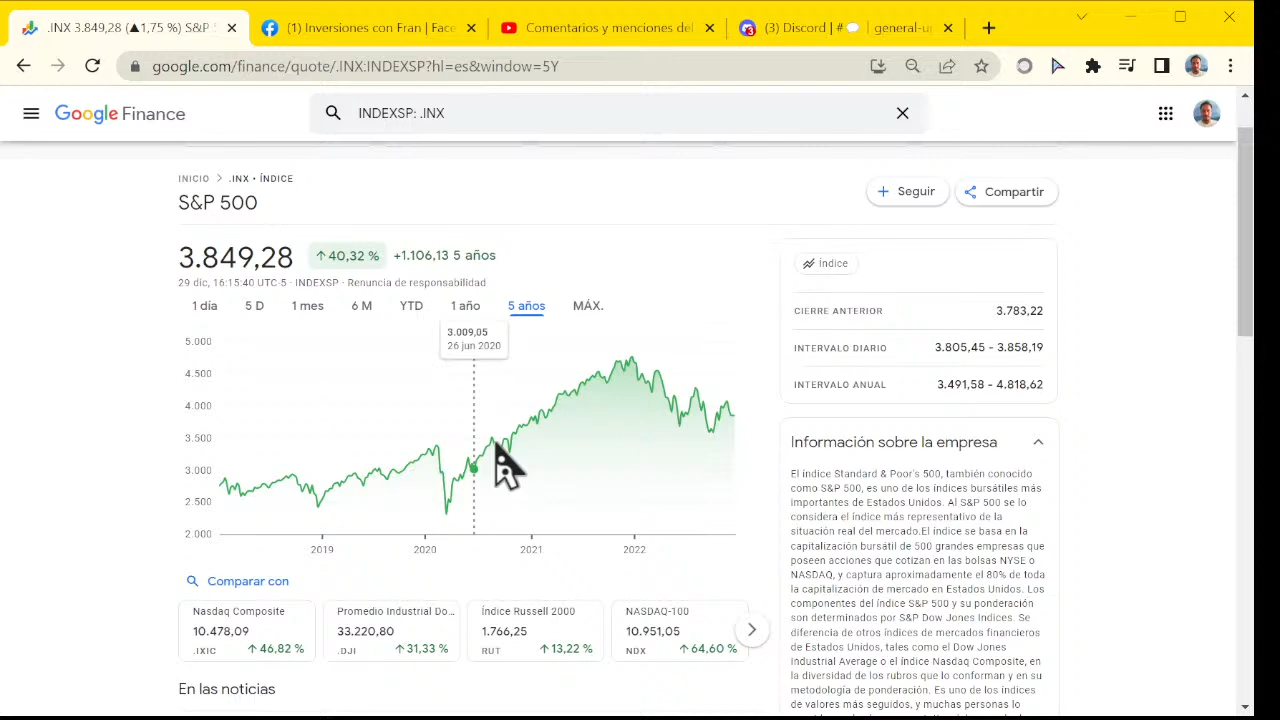 .INX 3.849,28 (▲1,75 %) S&P 5
(1) Inversiones con Fran | Face
Comentarios y menciones del
(3) Discord | #💬 | general-u
google.com/finance/quote/.INX:INDEXSP?hl=es&window=5Y
Google Finance
INDEXSP: .INX
INICIO > .INX • ÍNDICE
S&P 500
Seguir
Compartir
3.849,28
↑ 40,32 %
+1.106,13 5 años
29 dic, 16:15:40 UTC-5 · INDEXSP · Renuncia de responsabilidad
1 día
5 D
1 mes
6 M
YTD
1 año
5 años
MÁX.
3.009,05
26 jun 2020
5.000
4.500
4.000
3.500
3.000
2.500
2.000
2019
2020
2021
2022
Comparar con
Nasdaq Composite
10.478,09
.IXIC
↑ 46,82 %
Promedio Industrial Do...
33.220,80
.DJI
↑ 31,33 %
Índice Russell 2000
1.766,25
RUT
↑ 13,22 %
NASDAQ-100
10.951,05
NDX
↑ 64,60 %
En las noticias
Índice
CIERRE ANTERIOR
3.783,22
INTERVALO DIARIO
3.805,45 - 3.858,19
INTERVALO ANUAL
3.491,58 - 4.818,62
Información sobre la empresa
El índice Standard & Poor's 500, también conocido
como S&P 500, es uno de los índices bursátiles más
importantes de Estados Unidos. Al S&P 500 se lo
considera el índice más representativo de la
situación real del mercado.El índice se basa en la
capitalización bursátil de 500 grandes empresas que
poseen acciones que cotizan en las bolsas NYSE o
NASDAQ, y captura aproximadamente el 80% de toda
la capitalización de mercado en Estados Unidos. Los
componentes del índice S&P 500 y su ponderación
son determinados por S&P Dow Jones Indices. Se
diferencia de otros índices de mercados financieros
de Estados Unidos, tales como el Dow Jones
Industrial Average o el índice Nasdaq Composite, en
la diversidad de los rubros que lo conforman y en su
metodología de ponderación. Es uno de los índices
de valores más seguidos, y muchas personas lo